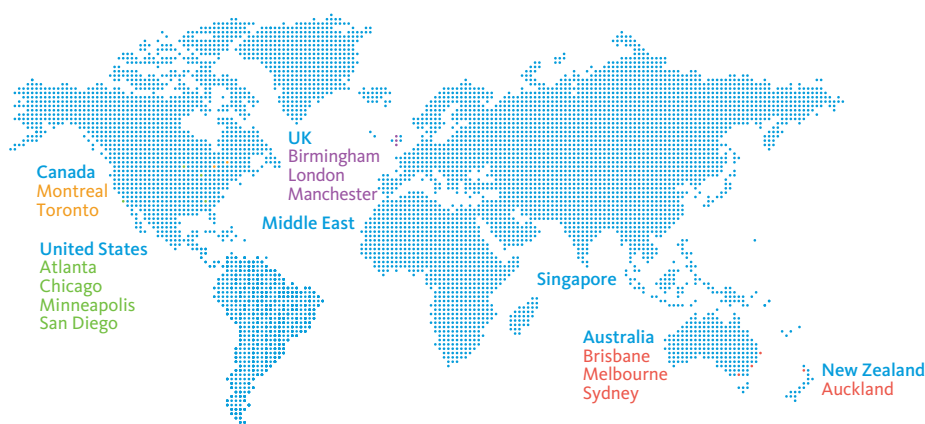 Canada
Montreal
Toronto
United States
Atlanta
Chicago
Minneapolis
San Diego
UK
Birmingham
London
Manchester
Middle East
Singapore
Australia
Brisbane
Melbourne
Sydney
New Zealand
Auckland